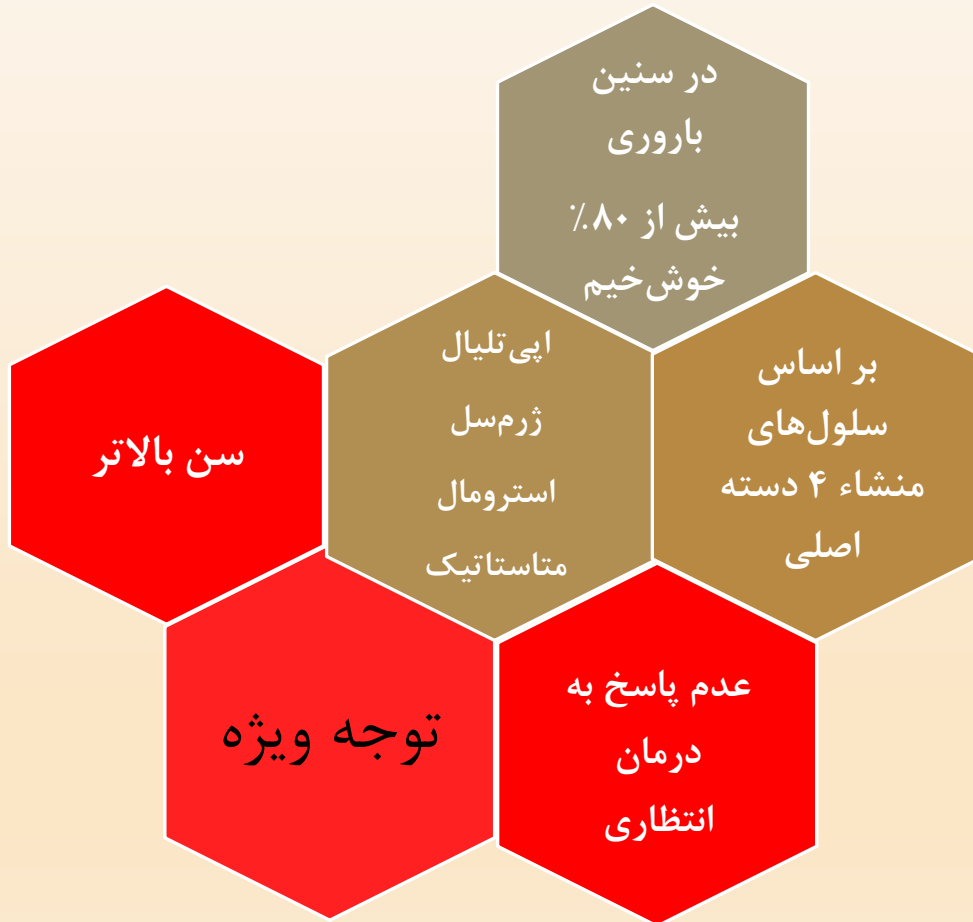 در سنین
باروری
بیش از ۸۰٪
خوش‌خیم
بر اساس
سلول‌های
منشاء ۴ دسته
اصلی
اپی‌تلیال
ژرم‌سل
استرومال
متاستاتیک
سن بالاتر
توجه ویژه
عدم پاسخ به
درمان
انتظاری